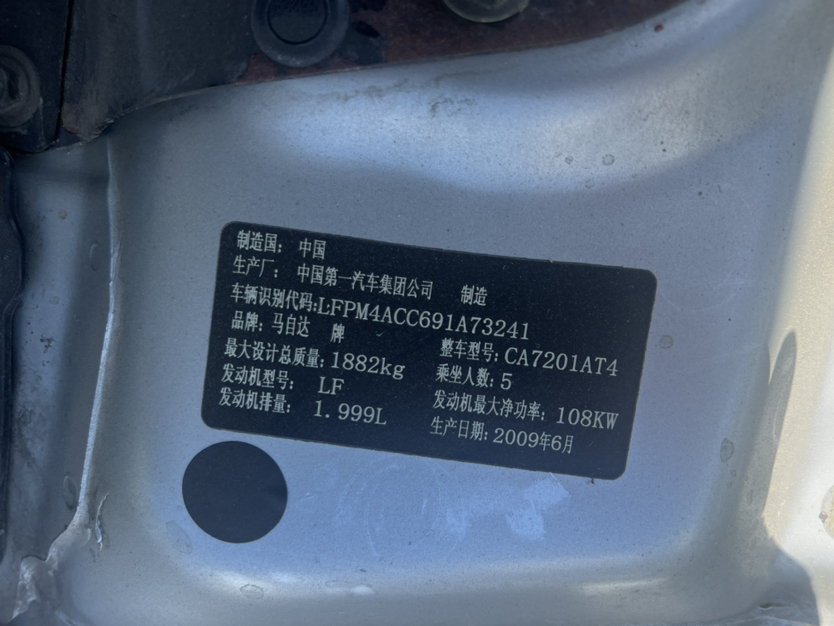 制造国: 中国
生产厂: 中国第一汽车集团公司 制造
车辆识别代码:LFPM4ACC691A73241
品牌: 马自达 牌 整车型号: CA7201AT4
最大设计总质量: 1882kg 乘坐人数: 5
发动机型号: LF 发动机最大净功率: 108KW
发动机排量: 1.999L 生产日期: 2009年6月